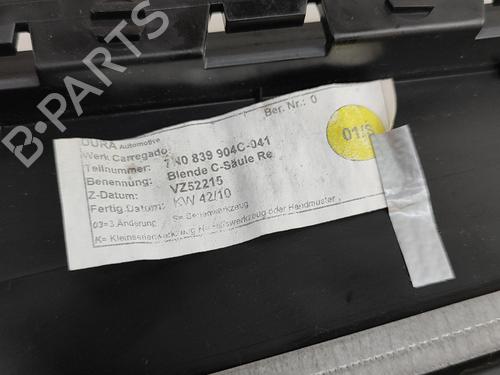 DURA Automotive
Werk Carregado
Ber. Nr.: 0
Teilnummer: 7N0 839 904C-041
Benennung: Blende C-Säule Re
Z-Datum: VZ52215
Fertig Datum: KW 42/10
03=3.Änderung
S= Serienwerkzeug
K= Kleinserienwerkzeug H= Hilfswerkzeug oder Handmuster
01/S
B-PARTS